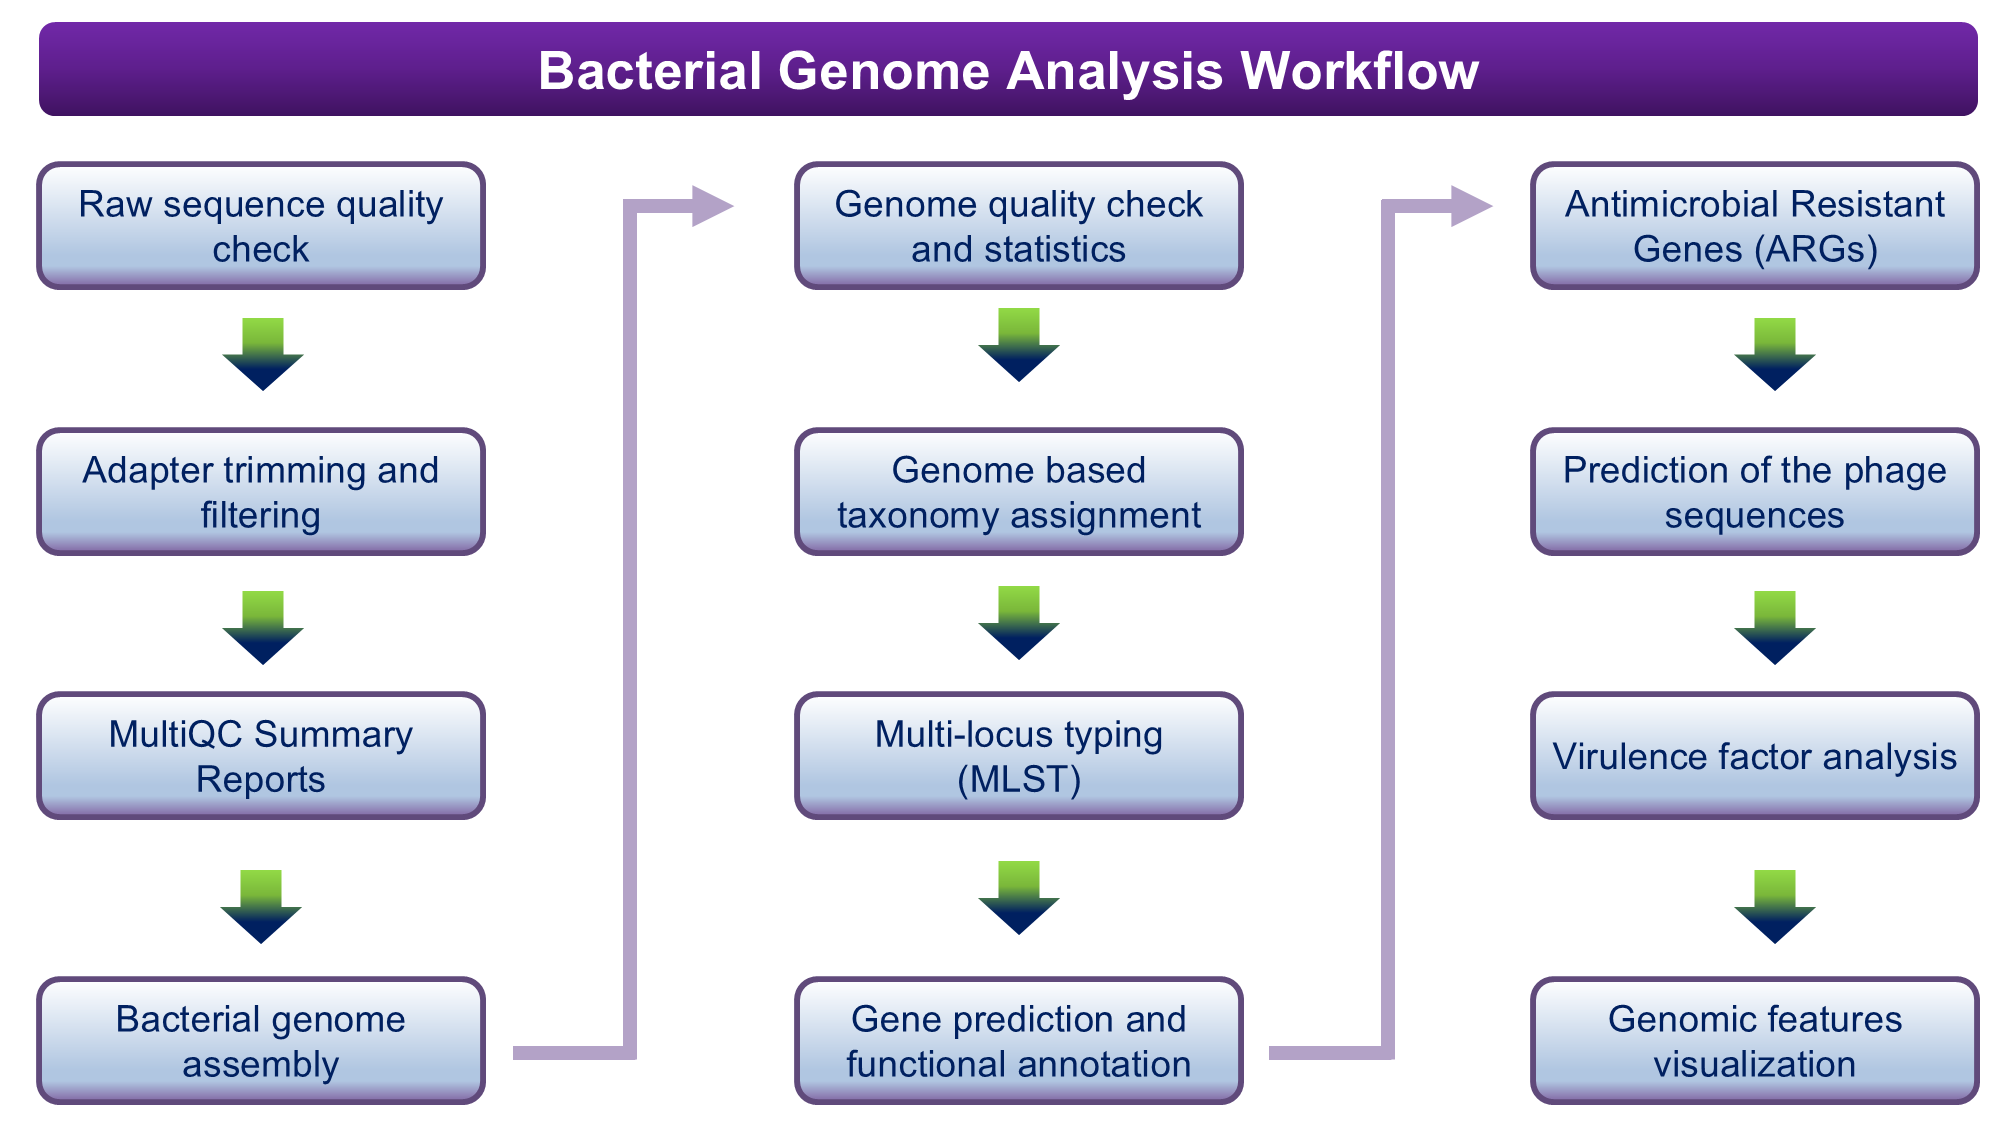 Bacterial Genome Analysis Workflow
Raw sequence quality
check
Adapter trimming and
filtering
MultiQC Summary
Reports
Bacterial genome
assembly
Genome quality check
and statistics
Genome based
taxonomy assignment
Multi-locus typing
(MLST)
Gene prediction and
functional annotation
Antimicrobial Resistant
Genes (ARGs)
Prediction of the phage
sequences
Virulence factor analysis
Genomic features
visualization